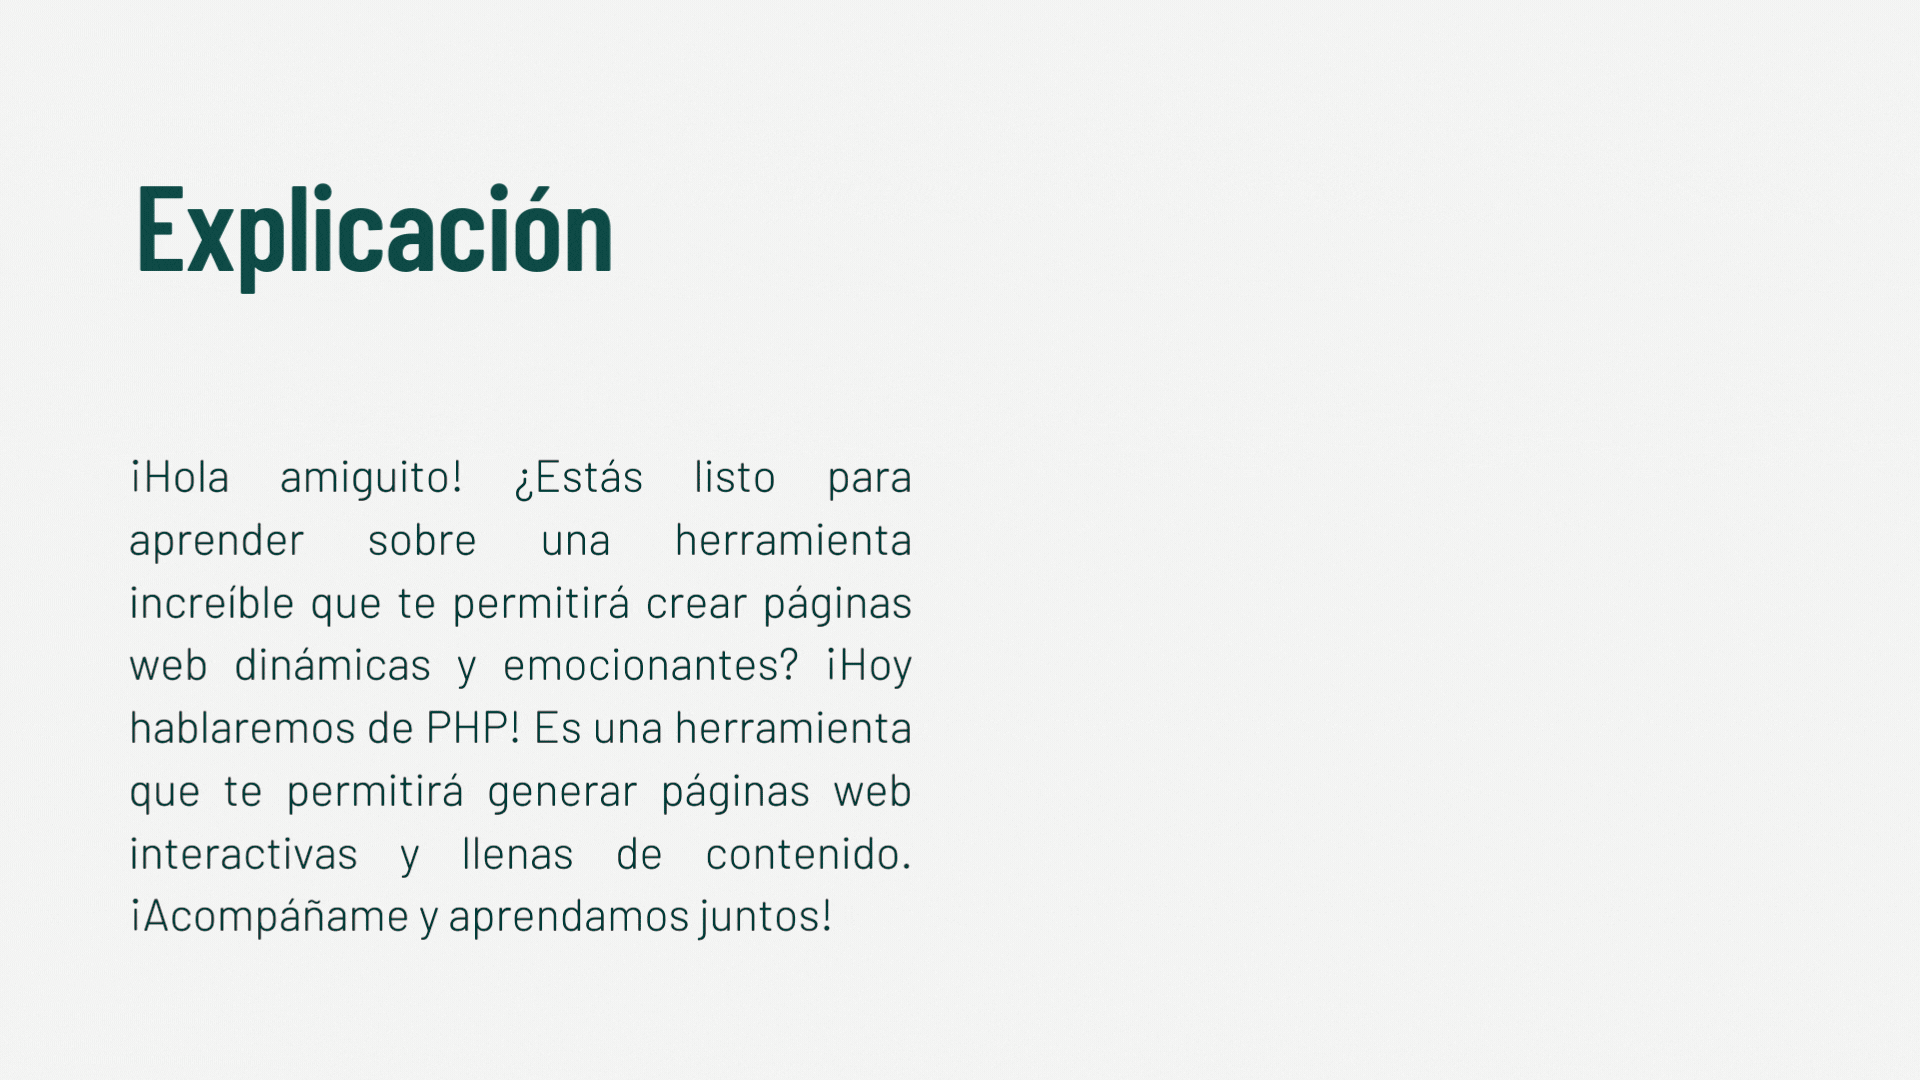 Explicación
¡Hola amiguito! ¿Estás listo para
aprender sobre una herramienta
increíble que te permitirá crear páginas
web dinámicas y emocionantes? ¡Hoy
hablaremos de PHP! Es una herramienta
que te permitirá generar páginas web
interactivas y llenas de contenido.
¡Acompáñame y aprendamos juntos!